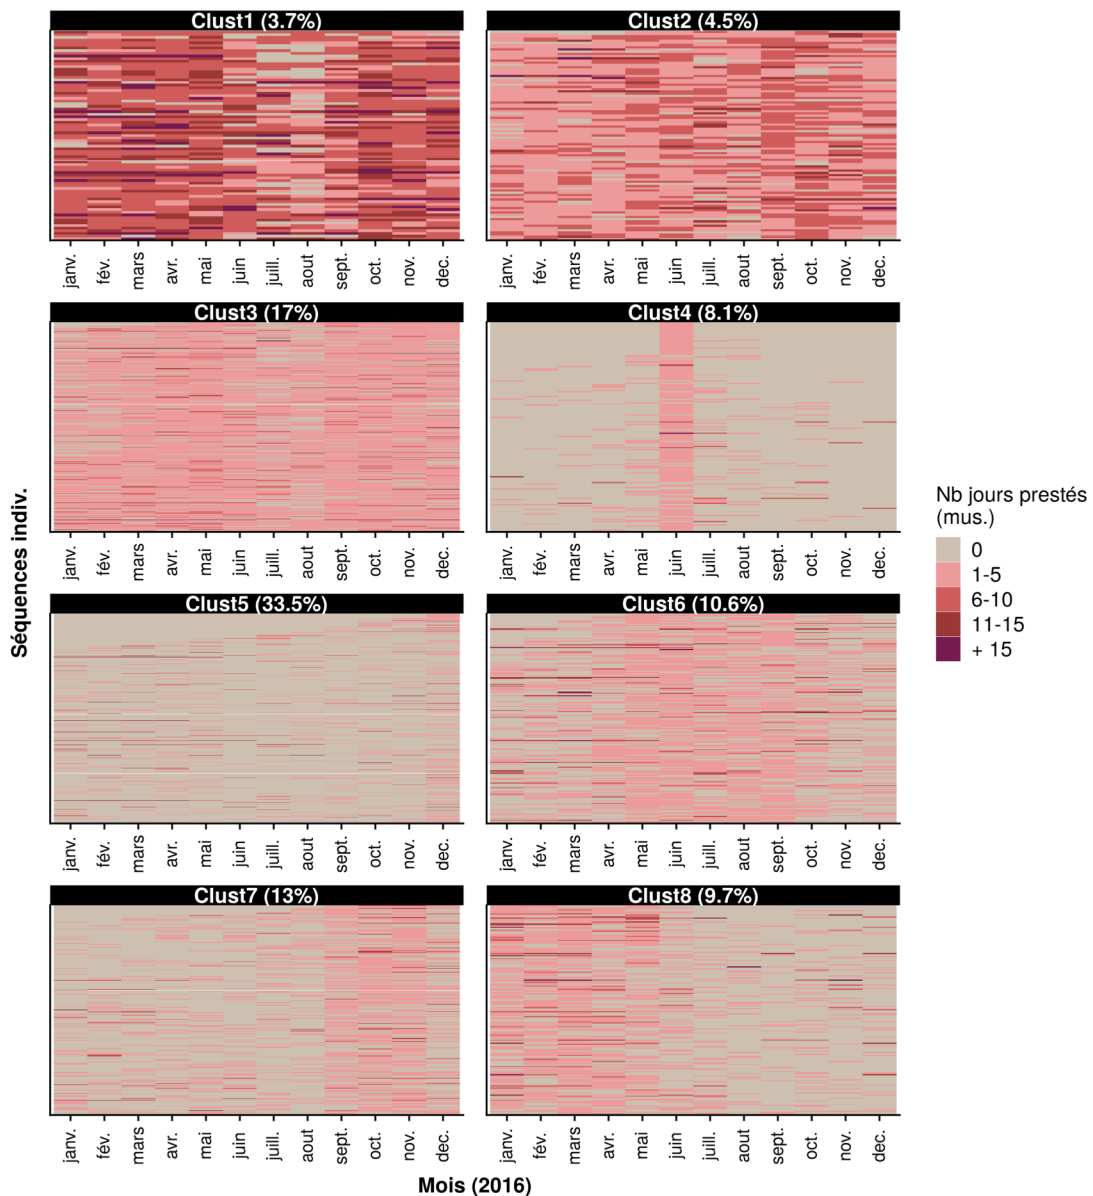 Clust1 (3.7%)
Clust2 (4.5%)
janv. fév. mars avr. mai juin juill. aout sept. oct. nov. dec.
janv. fév. mars avr. mai juin juill. aout sept. oct. nov. dec.
Clust3 (17%)
Clust4 (8.1%)
janv. fév. mars avr. mai juin juill. aout sept. oct. nov. dec.
janv. fév. mars avr. mai juin juill. aout sept. oct. nov. dec.
Séquences indiv.
Clust5 (33.5%)
Clust6 (10.6%)
janv. fév. mars avr. mai juin juill. aout sept. oct. nov. dec.
janv. fév. mars avr. mai juin juill. aout sept. oct. nov. dec.
Clust7 (13%)
Clust8 (9.7%)
janv. fév. mars avr. mai juin juill. aout sept. oct. nov. dec.
janv. fév. mars avr. mai juin juill. aout sept. oct. nov. dec.
Mois (2016)
Nb jours prestés
(mus.)
0
1-5
6-10
11-15
+ 15